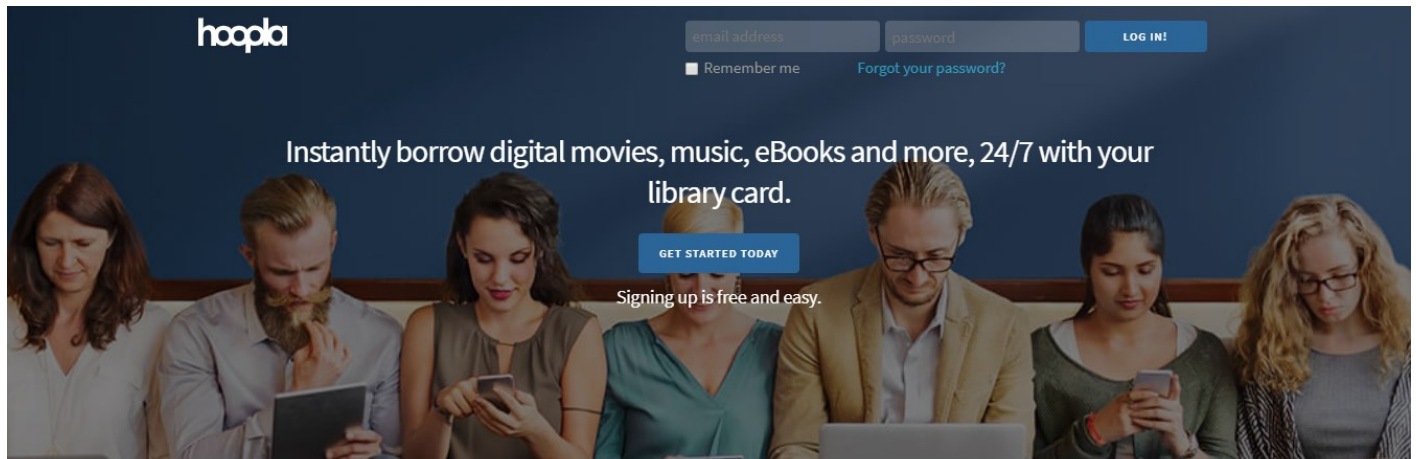 hoopla
email address
password
LOG IN!
Remember me
Forgot your password?
Instantly borrow digital movies, music, eBooks and more, 24/7 with your
library card.
GET STARTED TODAY
Signing up is free and easy.